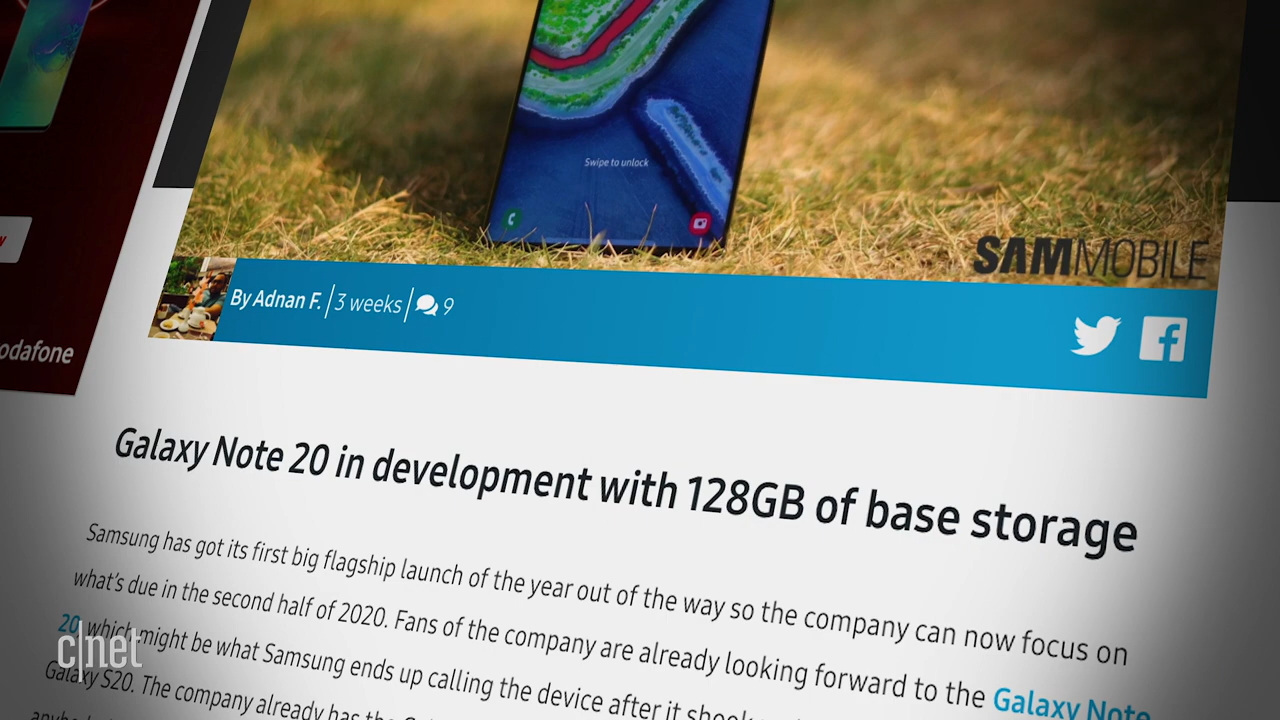 Swipe to unlock
SAMMOBILE
By Adnan F. | 3 weeks | 9
odafone
Galaxy Note 20 in development with 128GB of base storage
Samsung has got its first big flagship launch of the year out of the way so the company can now focus on
what's due in the second half of 2020. Fans of the company are already looking forward to the Galaxy Note
20 which might be what Samsung ends up calling the device after it
Galaxy S20. The company already has the
c|net